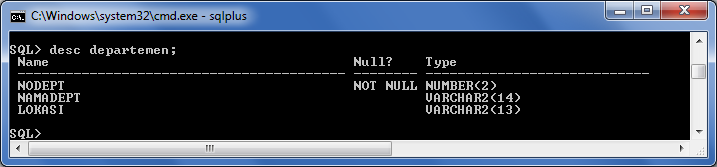 C:\Windows\system32\cmd.exe - sqlplus
SQL> desc departemen;
Name Null? Type
----------------------------------------- -------- ----------------------------
NODEPT NOT NULL NUMBER(2)
NAMADEPT VARCHAR2(14)
LOKASI VARCHAR2(13)
SQL>